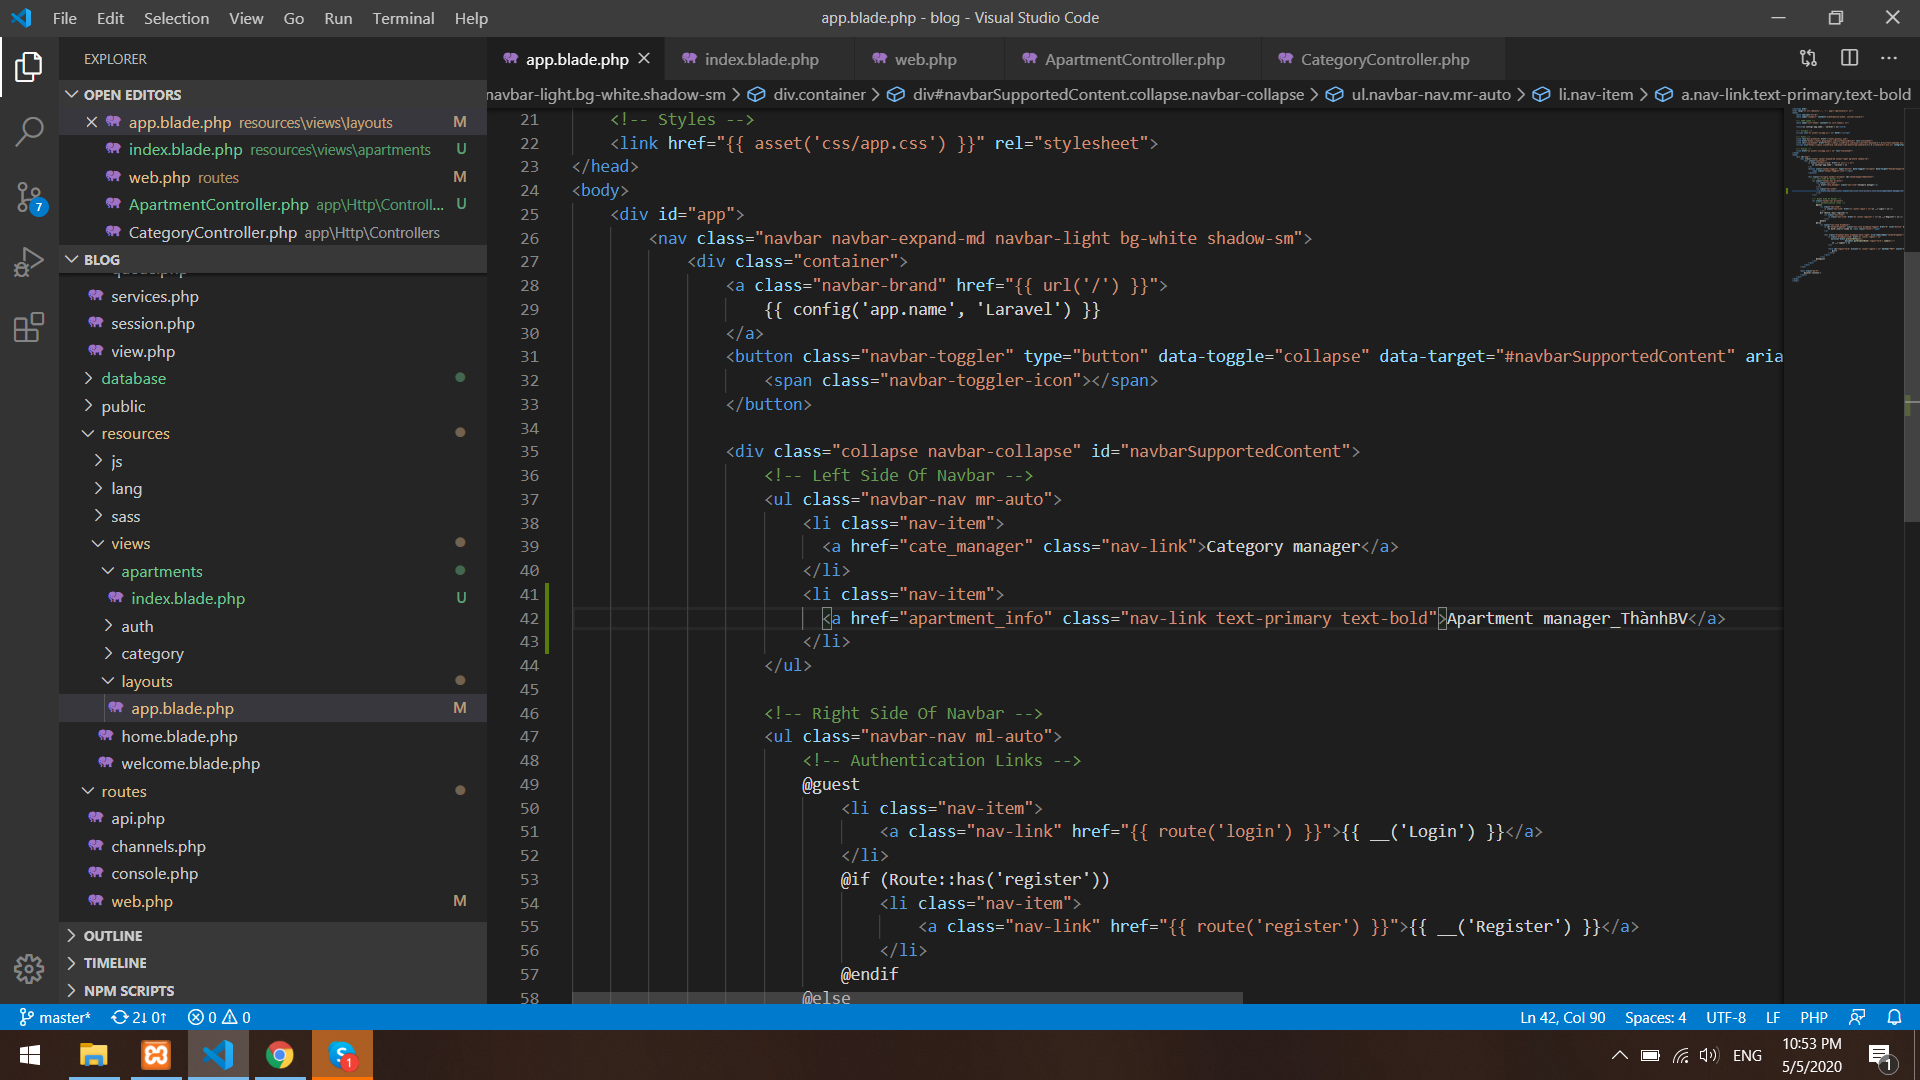 File Edit Selection View Go Run Terminal Help
app.blade.php - blog - Visual Studio Code
EXPLORER
OPEN EDITORS
app.blade.php resources\views\layouts M
index.blade.php resources\views\apartments U
web.php routes M
ApartmentController.php app\Http\Controll... U
CategoryController.php app\Http\Controllers
BLOG
services.php
session.php
view.php
database
public
resources
js
lang
sass
views
apartments
index.blade.php U
auth
category
layouts
app.blade.php M
home.blade.php
welcome.blade.php
routes
api.php
channels.php
console.php
web.php M
OUTLINE
TIMELINE
NPM SCRIPTS
7
app.blade.php index.blade.php web.php ApartmentController.php CategoryController.php
navbar-light.bg-white.shadow-sm > div.container > div#navbarSupportedContent.collapse.navbar-collapse > ul.navbar-nav.mr-auto > li.nav-item > a.nav-link.text-primary.text-bold
21 <!-- Styles -->
22 <link href="{{ asset('css/app.css') }}" rel="stylesheet">
23 </head>
24 <body>
25 <div id="app">
26 <nav class="navbar navbar-expand-md navbar-light bg-white shadow-sm">
27 <div class="container">
28 <a class="navbar-brand" href="{{ url('/') }}">
29 {{ config('app.name', 'Laravel') }}
30 </a>
31 <button class="navbar-toggler" type="button" data-toggle="collapse" data-target="#navbarSupportedContent" aria
32 <span class="navbar-toggler-icon"></span>
33 </button>
34
35 <div class="collapse navbar-collapse" id="navbarSupportedContent">
36 <!-- Left Side Of Navbar -->
37 <ul class="navbar-nav mr-auto">
38 <li class="nav-item">
39 <a href="cate_manager" class="nav-link">Category manager</a>
40 </li>
41 <li class="nav-item">
42 <a href="apartment_info" class="nav-link text-primary text-bold">Apartment manager_ThànhBV</a>
43 </li>
44 </ul>
45
46 <!-- Right Side Of Navbar -->
47 <ul class="navbar-nav ml-auto">
48 <!-- Authentication Links -->
49 @guest
50 <li class="nav-item">
51 <a class="nav-link" href="{{ route('login') }}">{{ __('Login') }}</a>
52 </li>
53 @if (Route::has('register'))
54 <li class="nav-item">
55 <a class="nav-link" href="{{ route('register') }}">{{ __('Register') }}</a>
56 </li>
57 @endif
58 @else
master* 2↓ 0↑ 0 0
Ln 42, Col 90 Spaces: 4 UTF-8 LF PHP
1
ENG
10:53 PM
5/5/2020
1